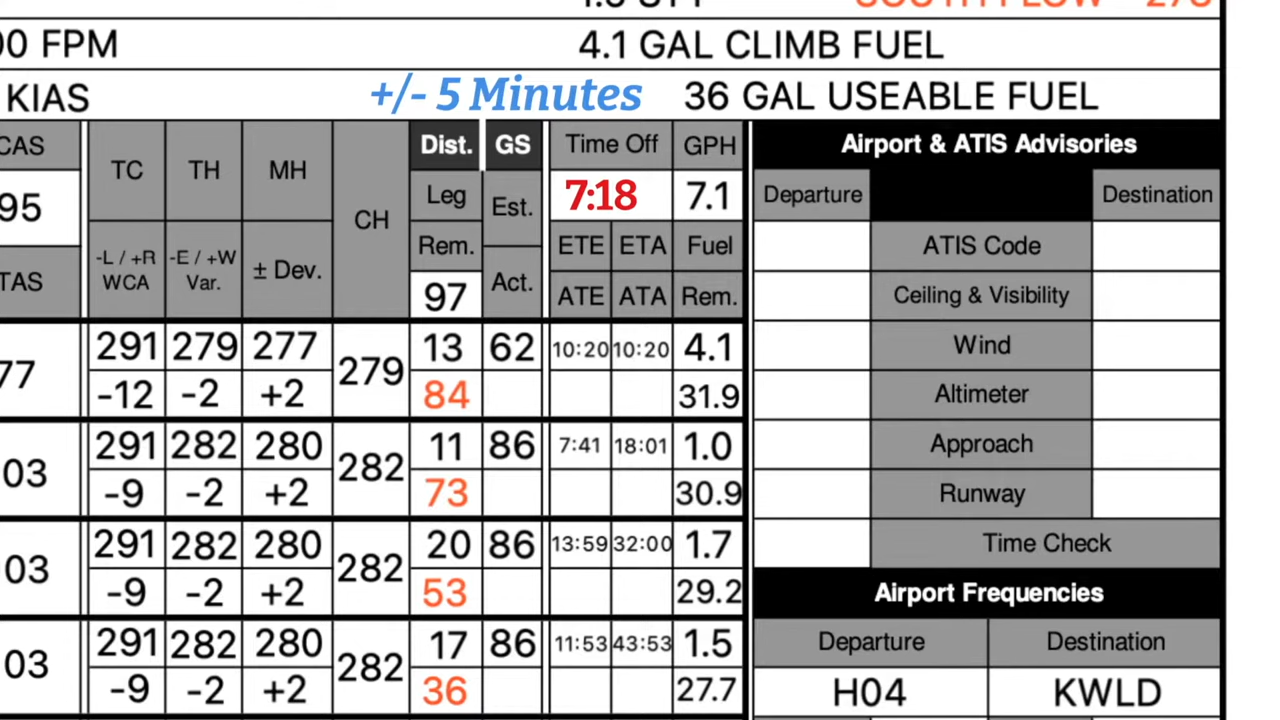 00 FPM 4.1 GAL CLIMB FUEL
KIAS +/- 5 Minutes 36 GAL USEABLE FUEL
CAS TC TH MH CH Dist. GS Time Off GPH Airport & ATIS Advisories
95 Leg Est. 7:18 7.1 Departure Destination
TAS -L / +R WCA -E / +W Var. ± Dev. Rem. Act. ETE ETA Fuel ATIS Code
97 ATE ATA Rem. Ceiling & Visibility
77 291 279 277 279 13 62 10:20 10:20 4.1 Wind
-12 -2 +2 84 31.9 Altimeter
03 291 282 280 282 11 86 7:41 18:01 1.0 Approach
-9 -2 +2 73 30.9 Runway
03 291 282 280 282 20 86 13:59 32:00 1.7 Time Check
-9 -2 +2 53 29.2 Airport Frequencies
03 291 282 280 282 17 86 11:53 43:53 1.5 Departure Destination
-9 -2 +2 36 27.7 H04 KWLD